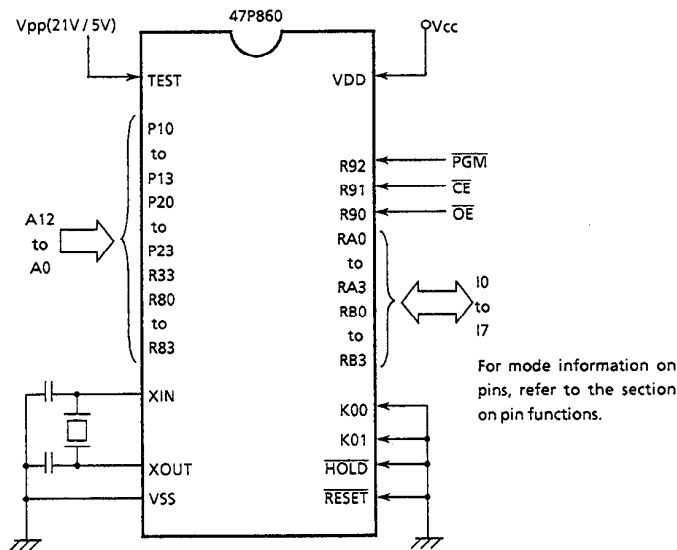 47P860
Vpp(21V/5V)
Vcc
TEST
VDD
P10
to
P13
P20
to
P23
R33
R80
to
R83
A12
to
A0
R92
PGM
R91
CE
R90
OE
RA0
to
RA3
RB0
to
RB3
I0
to
I7
For mode information on
pins, refer to the section
on pin functions.
XIN
XOUT
VSS
K00
K01
HOLD
RESET